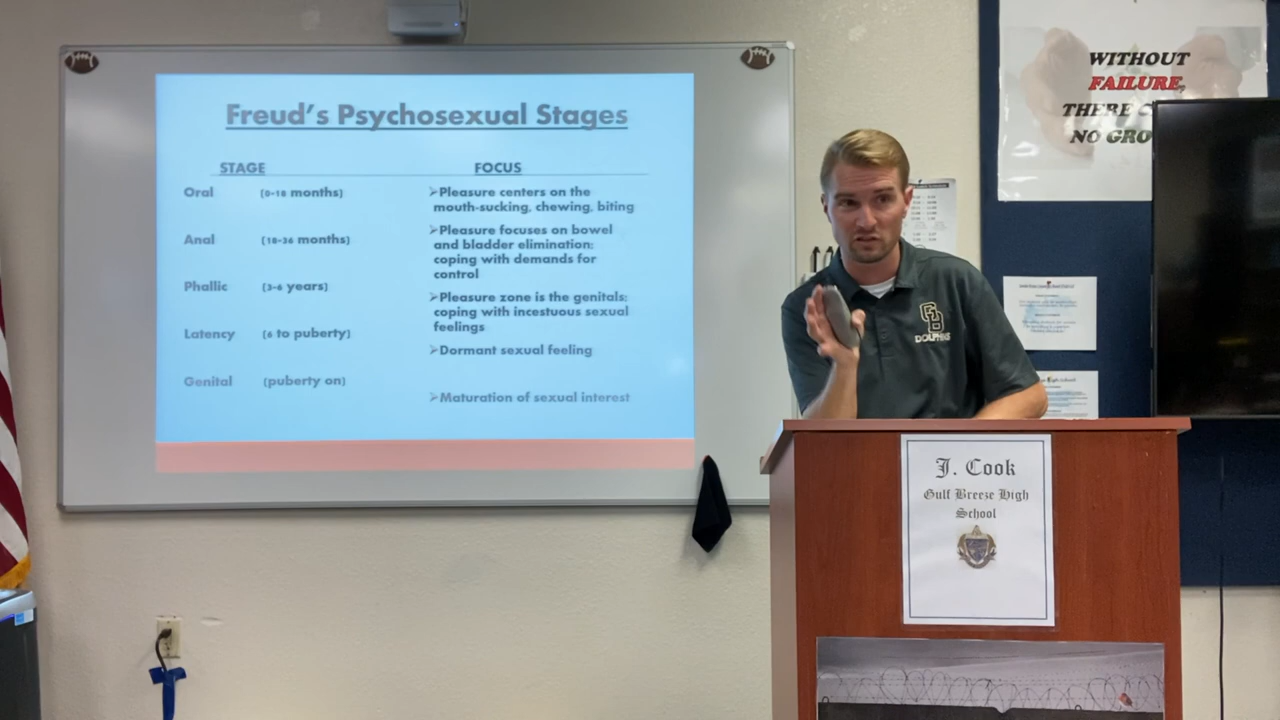 Freud's Psychosexual Stages
STAGE FOCUS
Oral (0-18 months)
➢Pleasure centers on the
mouth-sucking, chewing, biting
Anal (18-36 months)
➢Pleasure focuses on bowel
and bladder elimination;
coping with demands for
control
Phallic (3-6 years)
➢Pleasure zone is the genitals;
coping with incestuous sexual
feelings
Latency (6 to puberty)
➢Dormant sexual feeling
Genital (puberty on)
➢Maturation of sexual interest
WITHOUT
FAILURE,
THERE
NO
GB
DOLPHINS
J. Cook
Gulf Breeze High
School